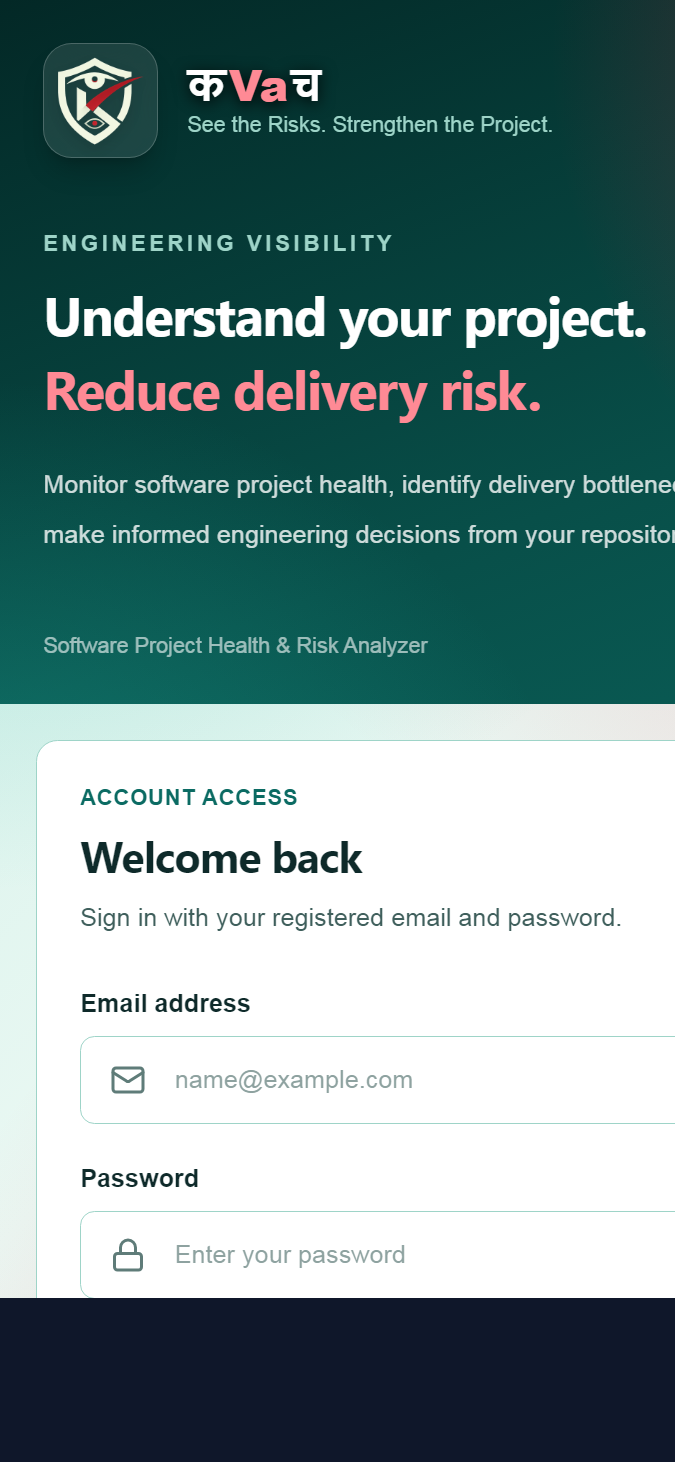 कVaच
See the Risks. Strengthen the Project.
ENGINEERING VISIBILITY
Understand your project.
Reduce delivery risk.
Monitor software project health, identify delivery
make informed engineering decisions from your
Software Project Health & Risk Analyzer
ACCOUNT ACCESS
Welcome back
Sign in with your registered email and password.
Email address
name@example.com
Password
Enter your password